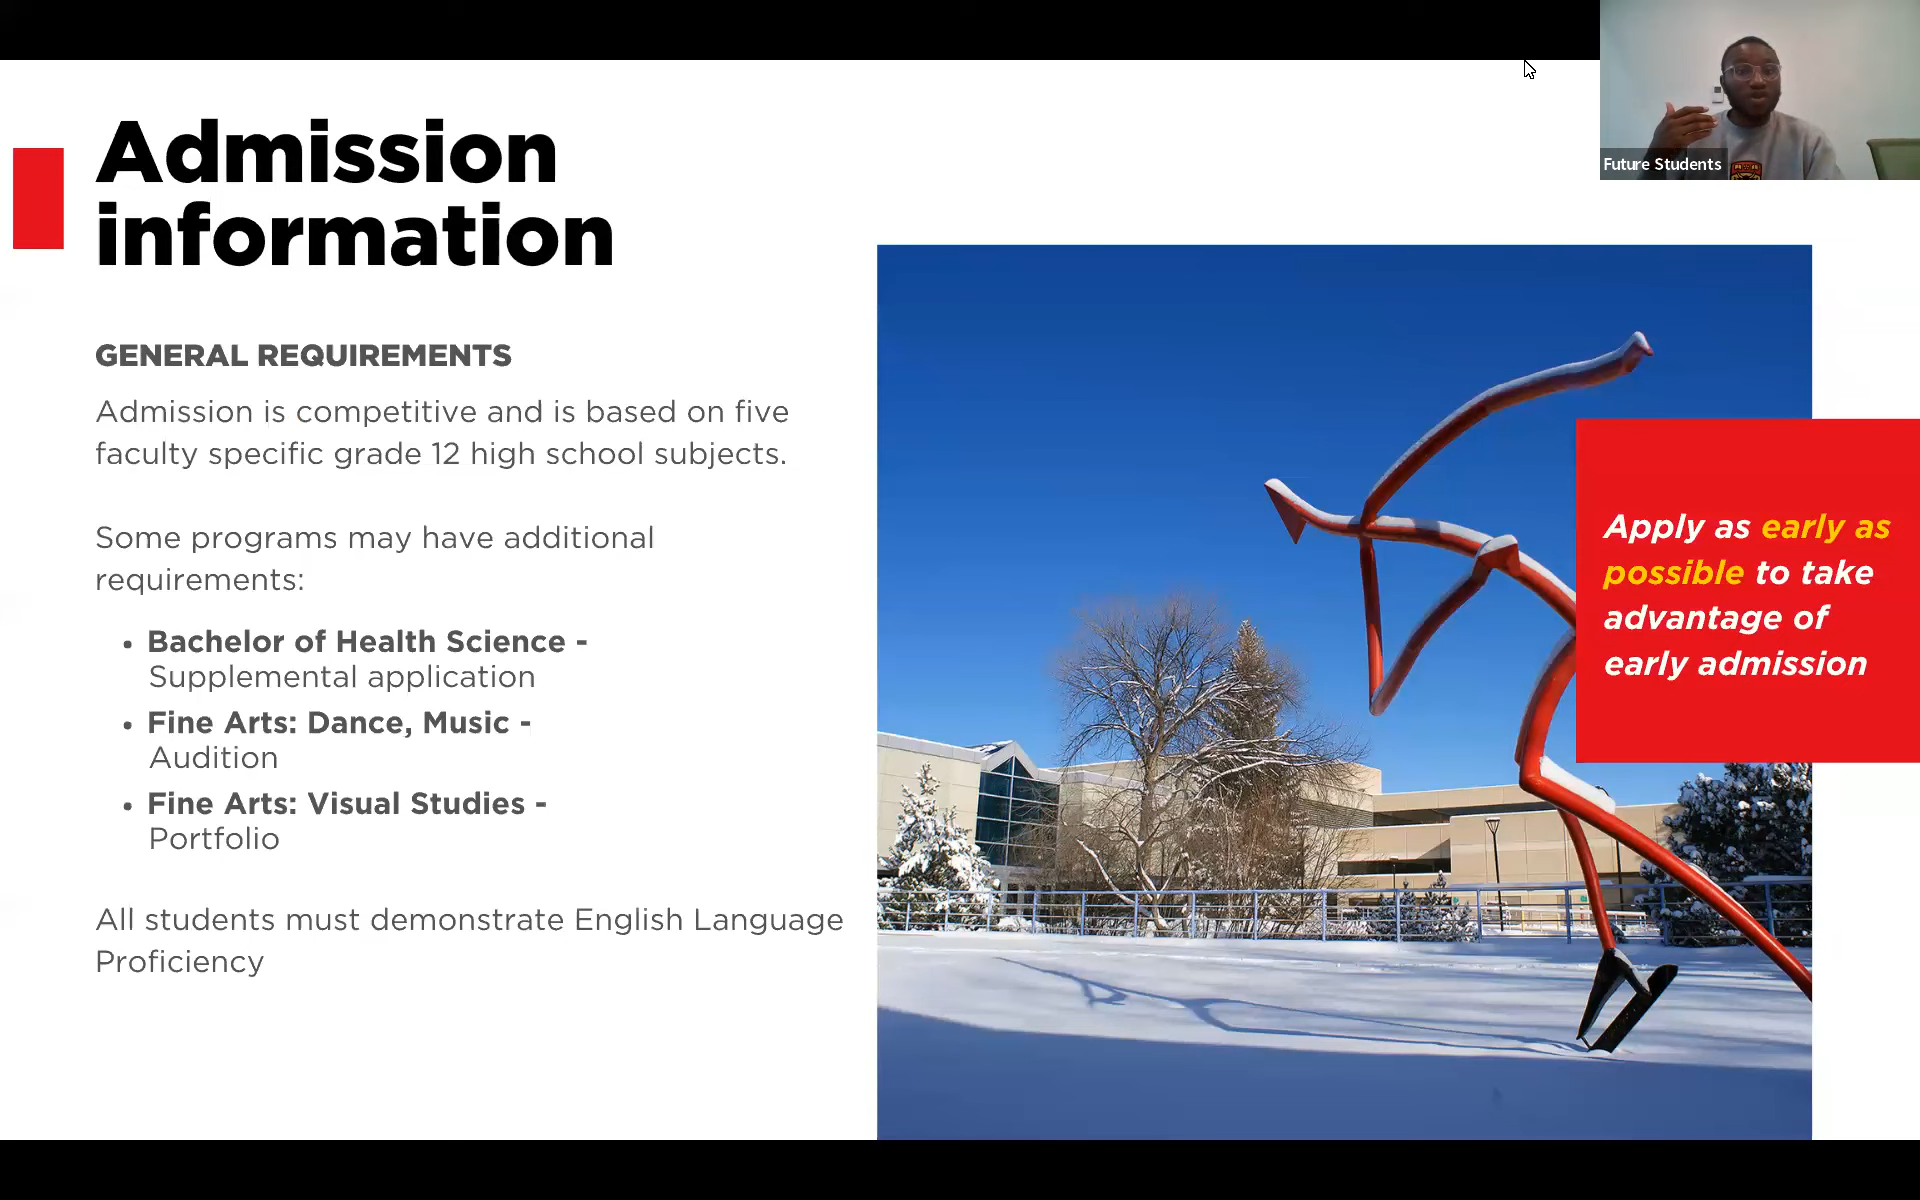 Admission
information
GENERAL REQUIREMENTS
Admission is competitive and is based on five
faculty specific grade 12 high school subjects.
Some programs may have additional
requirements:
• Bachelor of Health Science -
Supplemental application
• Fine Arts: Dance, Music -
Audition
• Fine Arts: Visual Studies -
Portfolio
All students must demonstrate English Language
Proficiency
Apply as early as
possible to take
advantage of
early admission
Future Students